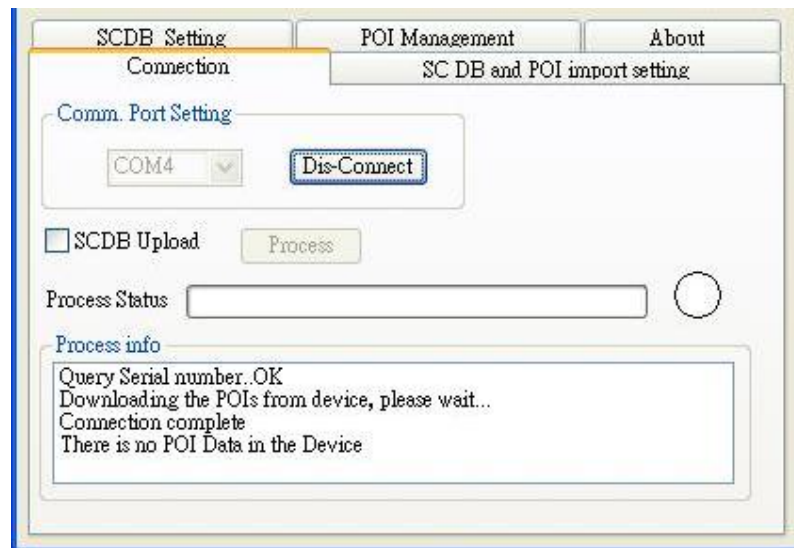 SCDB Setting
POI Management
About
Connection
SC DB and POI import setting
Comm. Port Setting
COM4
Dis-Connect
SCDB Upload
Process
Process Status
Process info
Query Serial number..OK
Downloading the POIs from device, please wait...
Connection complete
There is no POI Data in the Device